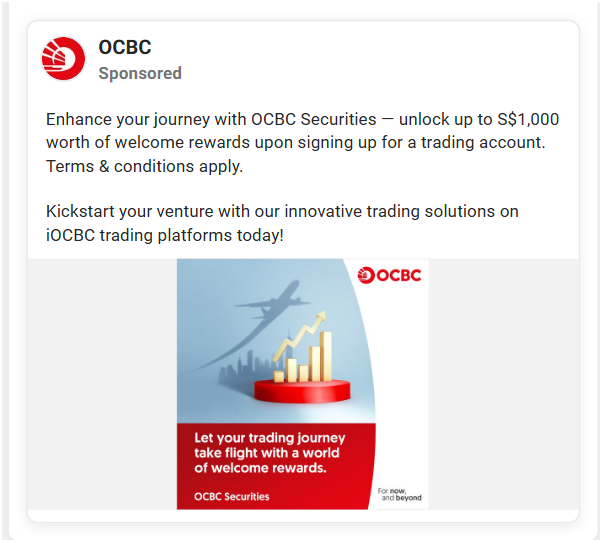 OCBC
Sponsored
Enhance your journey with OCBC Securities — unlock up to S$1,000
worth of welcome rewards upon signing up for a trading account.
Terms & conditions apply.
Kickstart your venture with our innovative trading solutions on
iOCBC trading platforms today!
OCBC
Let your trading journey
take flight with a world
of welcome rewards.
OCBC Securities
For now,
and beyond